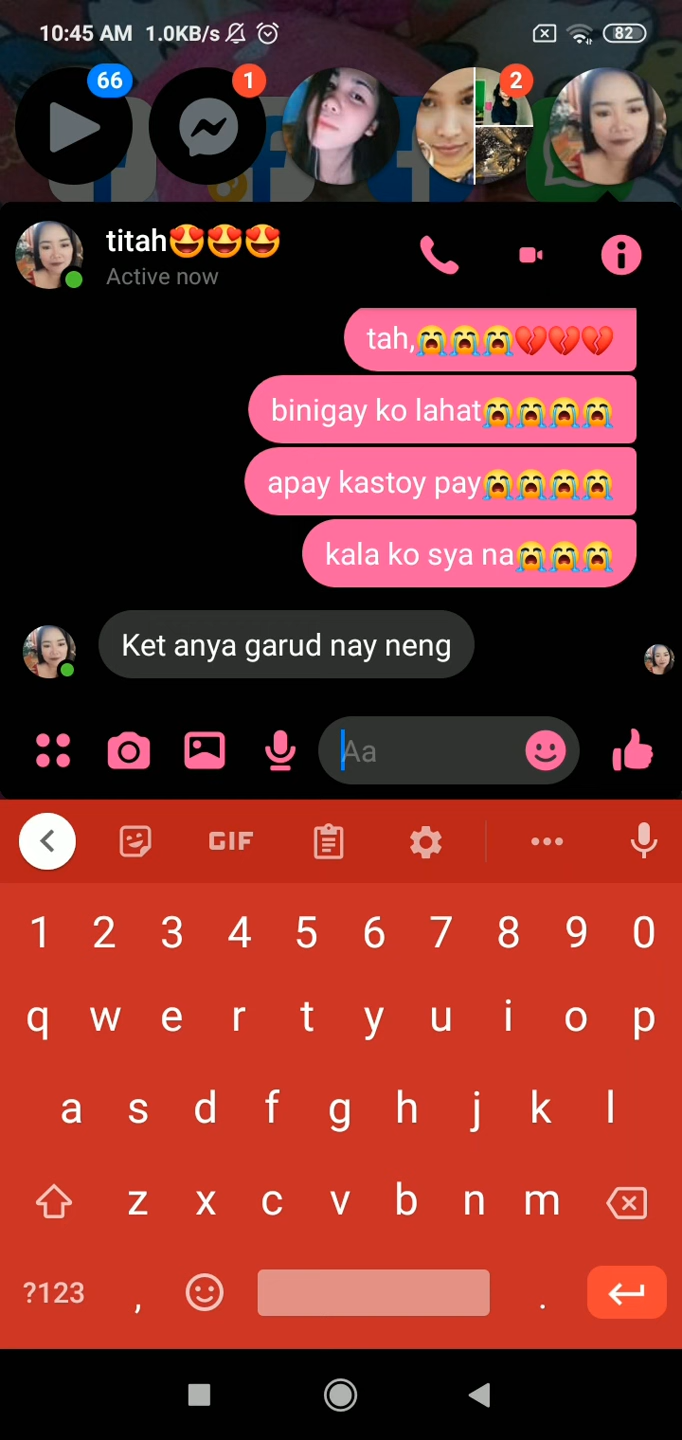 10:45 AM 1.0KB/s 82
66 1 2
titah😍😍😍
Active now
tah,😭😭😭💔💔💔
binigay ko lahat😭😭😭😭
apay kastoy pay😭😭😭😭
kala ko sya na😭😭😭
Ket anya garud nay neng
Aa
GIF
1 2 3 4 5 6 7 8 9 0
q w e r t y u i o p
a s d f g h j k l
z x c v b n m
?123 , .